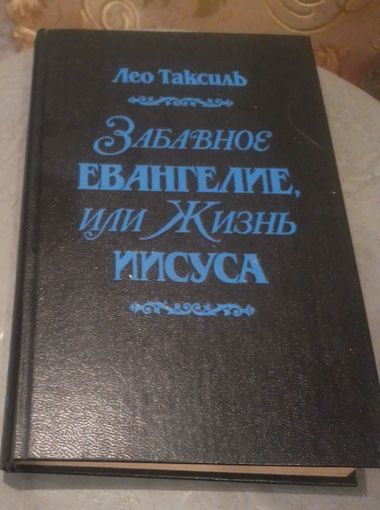 Лео Таксиль
Забавное
Евангелие,
или Жизнь
Иисуса